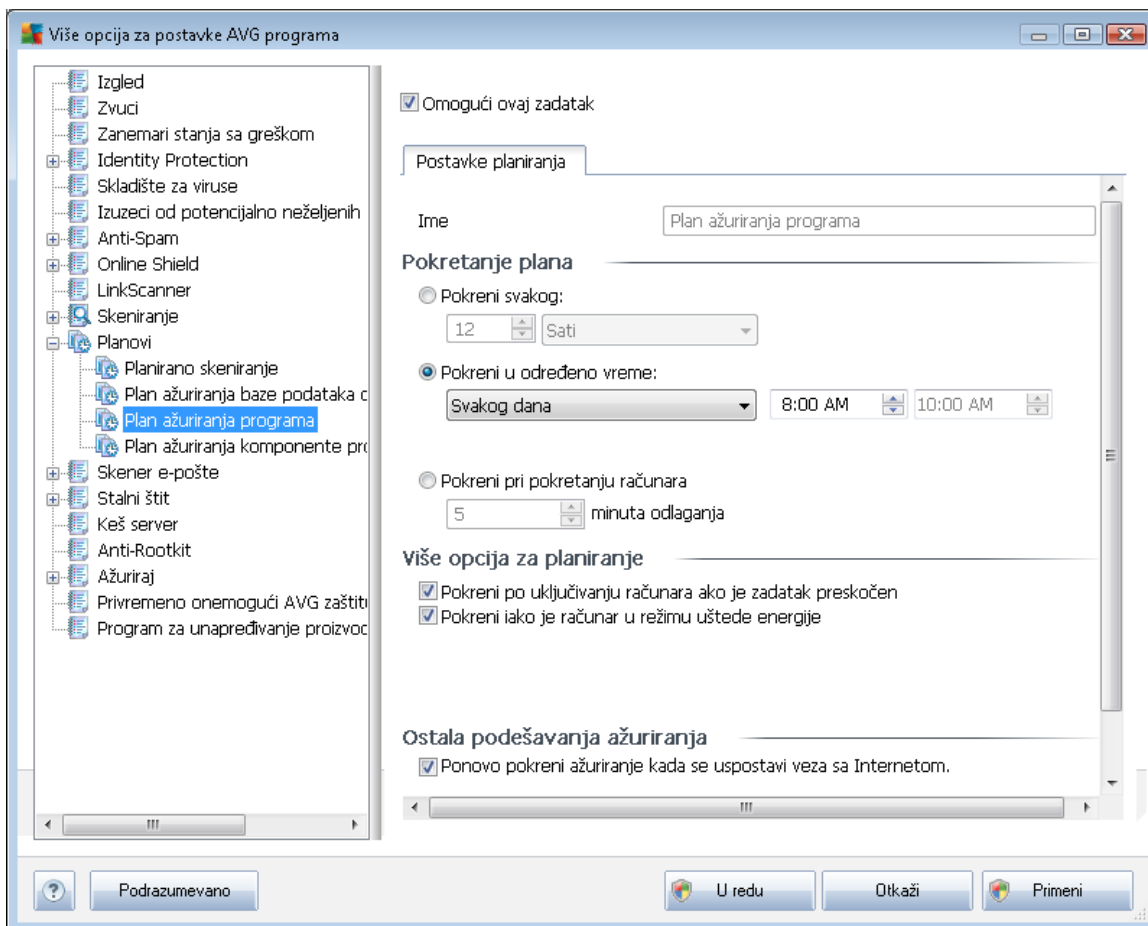 Više opcija za postavke AVG programa
Izgled
Zvuci
Zanemari stanja sa greškom
Identity Protection
Skladište za viruse
Izuzeci od potencijalno neželjenih
Anti-Spam
Online Shield
LinkScanner
Skeniranje
Planovi
Planirano skeniranje
Plan ažuriranja baze podataka o
Plan ažuriranja programa
Plan ažuriranja komponente pro
Skener e-pošte
Stalni štit
Keš server
Anti-Rootkit
Ažuriraj
Privremeno onemogući AVG zaštitu
Program za unapređivanje proizvod
Omogući ovaj zadatak
Postavke planiranja
Ime Plan ažuriranja programa
Pokretanje plana
Pokreni svakog:
12 Sati
Pokreni u određeno vreme:
Svakog dana 8:00 AM 10:00 AM
Pokreni pri pokretanju računara
5 minuta odlaganja
Više opcija za planiranje
Pokreni po uključivanju računara ako je zadatak preskočen
Pokreni iako je računar u režimu uštede energije
Ostala podešavanja ažuriranja
Ponovo pokreni ažuriranje kada se uspostavi veza sa Internetom.
? Podrazumevano U redu Otkaži Primeni